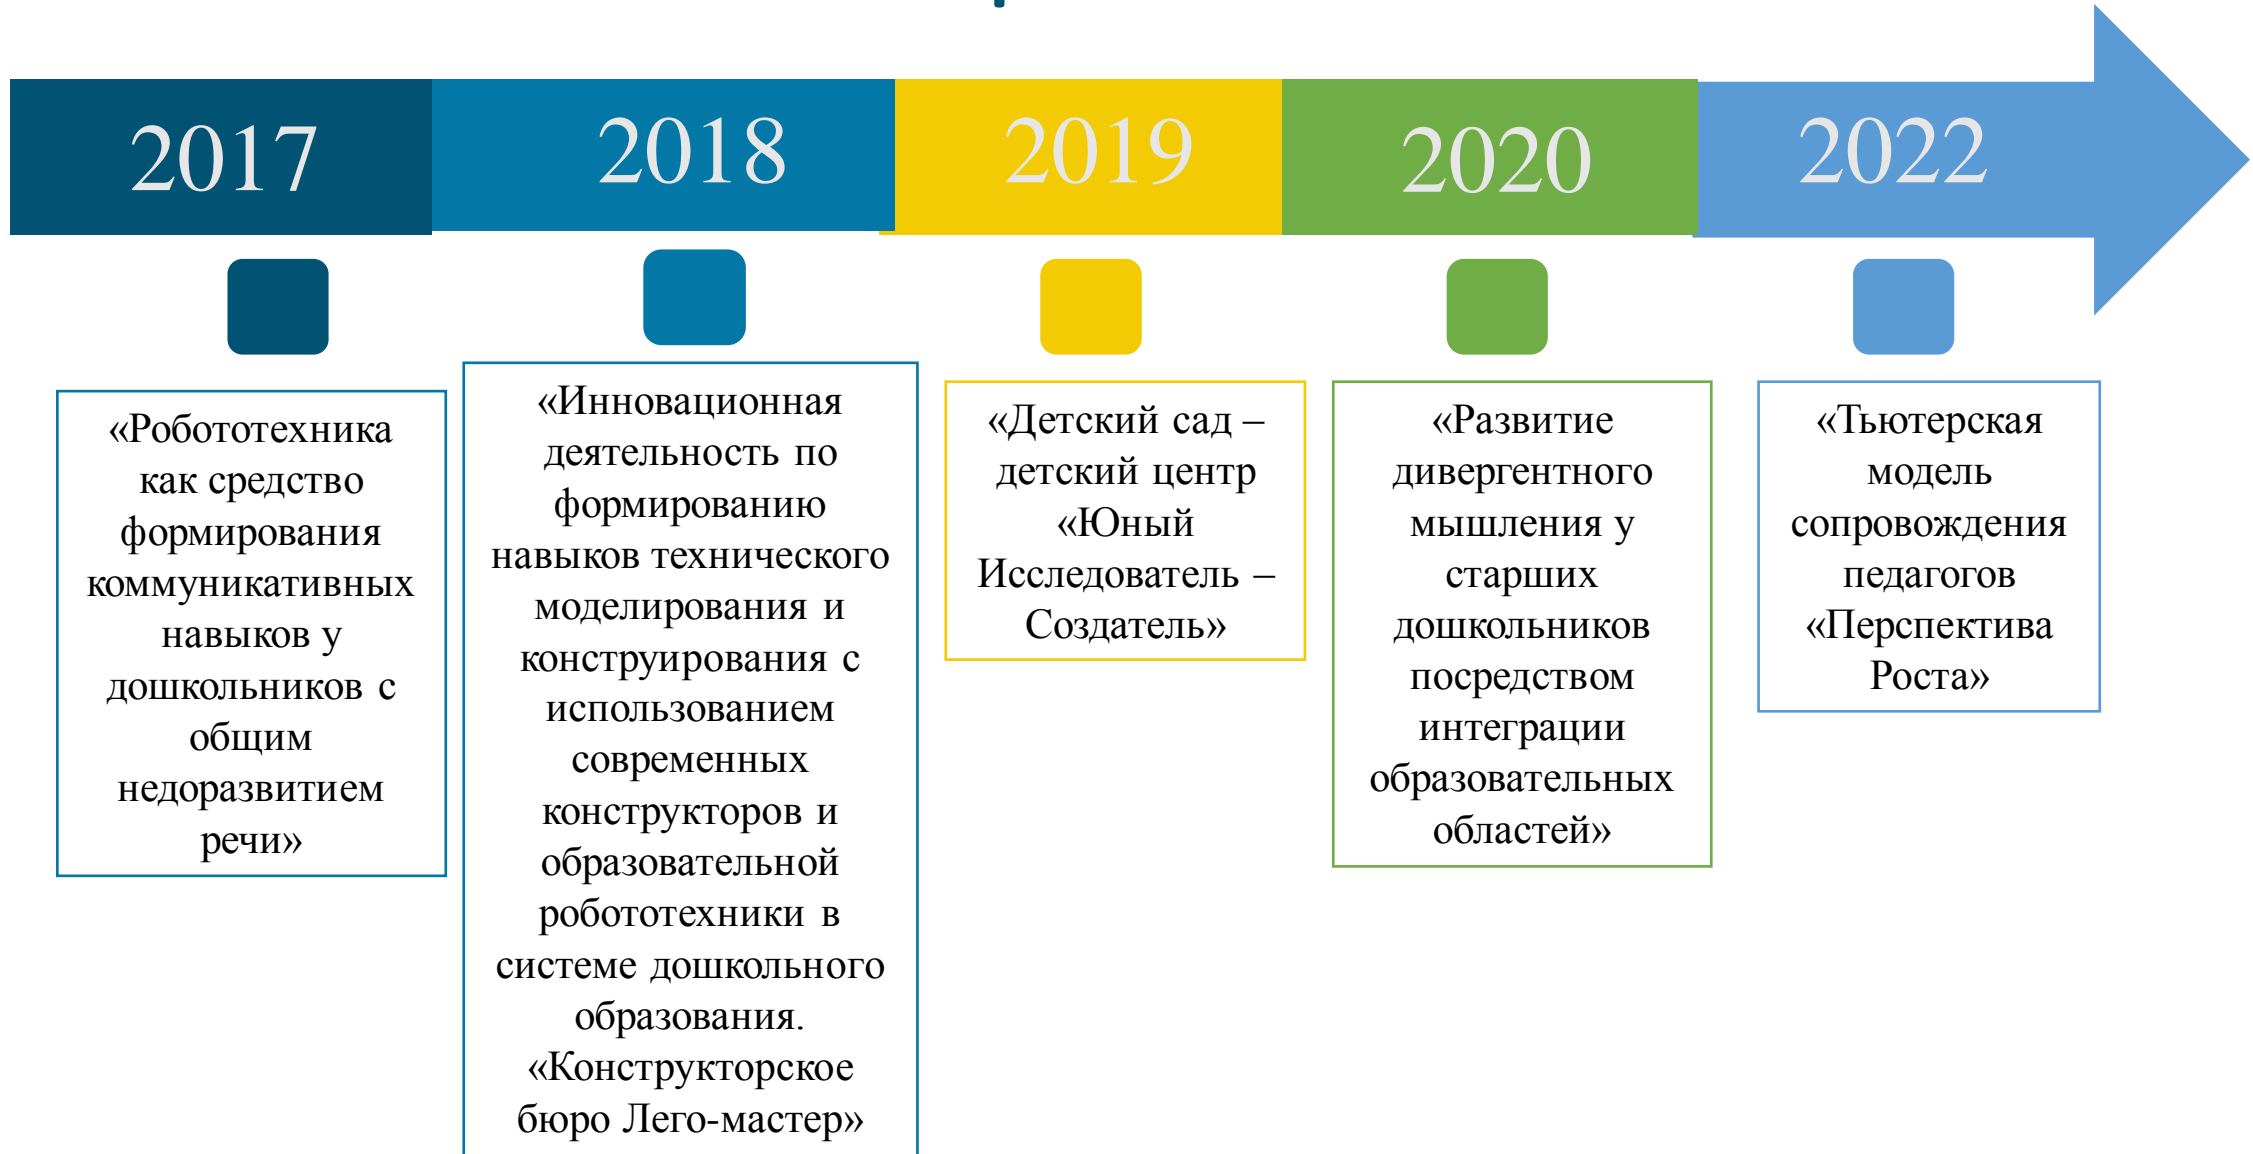 2017
2018
2019
2020
2022
«Робототехника
как средство
формирования
коммуникативных
навыков у
дошкольников с
общим
недоразвитием
речи»
«Инновационная
деятельность по
формированию
навыков технического
моделирования и
конструирования с
использованием
современных
конструкторов и
образовательной
робототехники в
системе дошкольного
образования.
«Конструкторское
бюро Лего-мастер»
«Детский сад –
детский центр
«Юный
Исследователь –
Создатель»
«Развитие
дивергентного
мышления у
старших
дошкольников
посредством
интеграции
образовательных
областей»
«Тьютерская
модель
сопровождения
педагогов
«Перспектива
Роста»